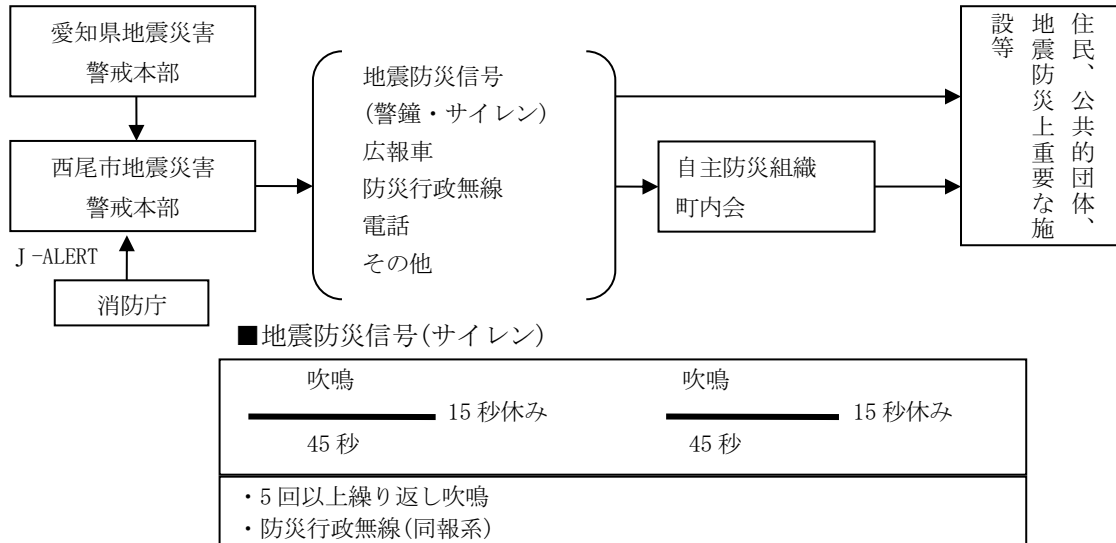 愛知県地震災害
警戒本部
西尾市地震災害
警戒本部
J-ALERT
消防庁
地震防災信号
(警鐘・サイレン)
広報車
防災行政無線
電話
その他
自主防災組織
町内会
住民、公共的団体、
地震防災上重要な施
設等
■地震防災信号(サイレン)
吹鳴 吹鳴
15秒休み 15秒休み
45秒 45秒
・5回以上繰り返し吹鳴
・防災行政無線(同報系)